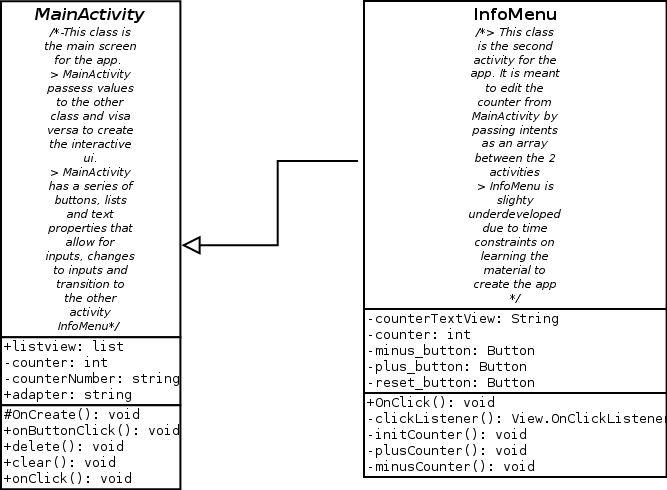 MainActivity
/*-This class is
the main screen
for the app.
> MainActivity
passess values
to the other
class and visa
versa to create
the interactive
ui.
> MainActivity
has a series of
buttons, lists
and text
properties that
allow for
inputs, changes
to inputs and
transition to
the other
activity
InfoMenu*/
+listview: list
-counter: int
-counterNumber: string
+adapter: string
#OnCreate(): void
+onButtonClick(): void
+delete(): void
+clear(): void
+onClick(): void
InfoMenu
/*> This class
is the second
activity for the
app. It is meant
to edit the
counter from
MainActivity by
passing intents
as an array
between the 2
activities
> InfoMenu is
slighty
underdeveloped
due to time
constraints on
learning the
material to
create the app
*/
-counterTextView: String
-counter: int
-minus_button: Button
-plus_button: Button
-reset_button: Button
+OnClick(): void
-clickListener(): View.OnClickListener
-initCounter(): void
-plusCounter(): void
-minusCounter(): void